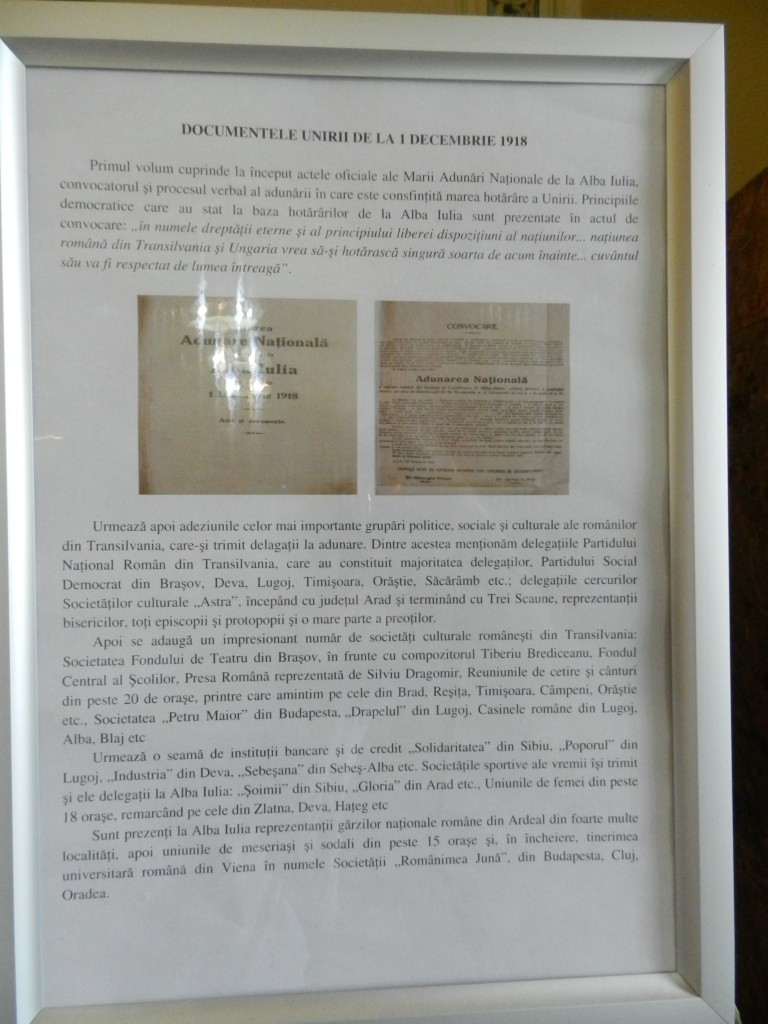 DOCUMENTELE UNIRII DE LA 1 DECEMBRIE 1918
Primul volum cuprinde la început actele oficiale ale Marii Adunări Naționale de la Alba Iulia,
convocatorul și procesul verbal al adunării în care este consfințită marea hotărâre a Unirii. Principiile
democratice care au stat la baza hotărârilor de la Alba Iulia sunt prezentate în actul de
convocare: „în numele dreptății eterne și al principiului liberei dispozițiuni al națiunilor... națiunea
română din Transilvania și Ungaria vrea să-și hotărască singură soarta de acum înainte... cuvântul
său va fi respectat de lumea întreagă”.
Adunare Națională
Iulia
1918
Acte și documente.
CONVOCARE.
Adunarea Națională
Urmează apoi adeziunile celor mai importante grupări politice, sociale și culturale ale românilor
din Transilvania, care-și trimit delagații la adunare. Dintre acestea menționăm delegațiile Partidului
Național Român din Transilvania, care au constituit majoritatea delegaților, Partidului Social
Democrat din Brașov, Deva, Lugoj, Timișoara, Orăștie, Săcărâmb etc.; delegațiile cercurilor
Societăților culturale „Astra”, începând cu județul Arad și terminând cu Trei Scaune, reprezentanții
bisericilor, toți episcopii și protopopii și o mare parte a preoților.
Apoi se adaugă un impresionant număr de societăți culturale românești din Transilvania:
Societatea Fondului de Teatru din Brașov, în frunte cu compozitorul Tiberiu Brediceanu, Fondul
Central al Școlilor, Presa Română reprezentată de Silviu Dragomir, Reuniunile de cetire și cânturi
din peste 20 de orașe, printre care amintim pe cele din Brad, Reșița, Timișoara, Câmpeni, Orăștie
etc., Societatea „Petru Maior” din Budapesta, „Drapelul” din Lugoj, Casinele române din Lugoj,
Alba, Blaj etc
Urmează o seamă de instituții bancare și de credit „Solidaritatea” din Sibiu, „Poporul” din
Lugoj, „Industria” din Deva, „Sebeșana” din Sebeș-Alba etc. Societățile sportive ale vremii își trimit
și ele delegații la Alba Iulia: „Șoimii” din Sibiu, „Gloria” din Arad etc., Uniunile de femei din peste
18 orașe, remarcând pe cele din Zlatna, Deva, Hațeg etc
Sunt prezenți la Alba Iulia reprezentanții gărzilor naționale române din Ardeal din foarte multe
localități, apoi uniunile de meseriași și sodali din peste 15 orașe și, în încheiere, tinerimea
universitară română din Viena în numele Societății „Românimea Jună”, din Budapesta, Cluj,
Oradea.